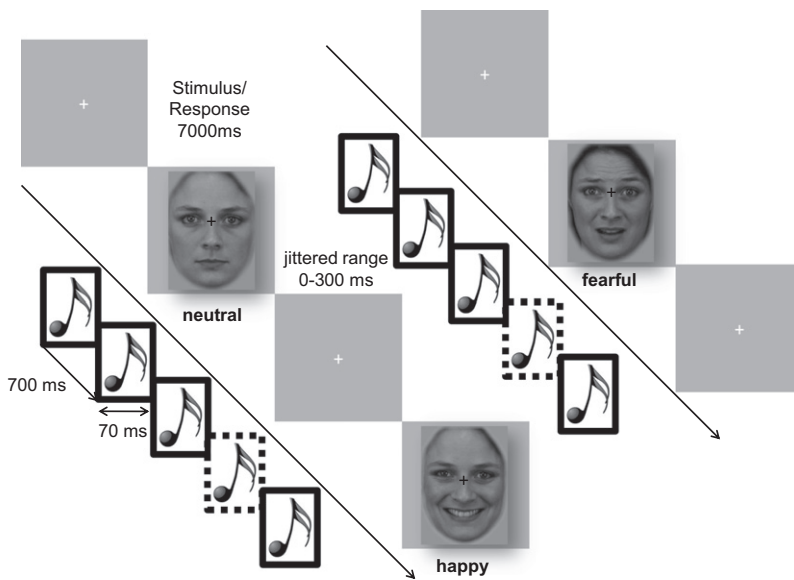 Stimulus/
Response
7000ms
neutral
jittered range
0-300 ms
fearful
700 ms
70 ms
happy